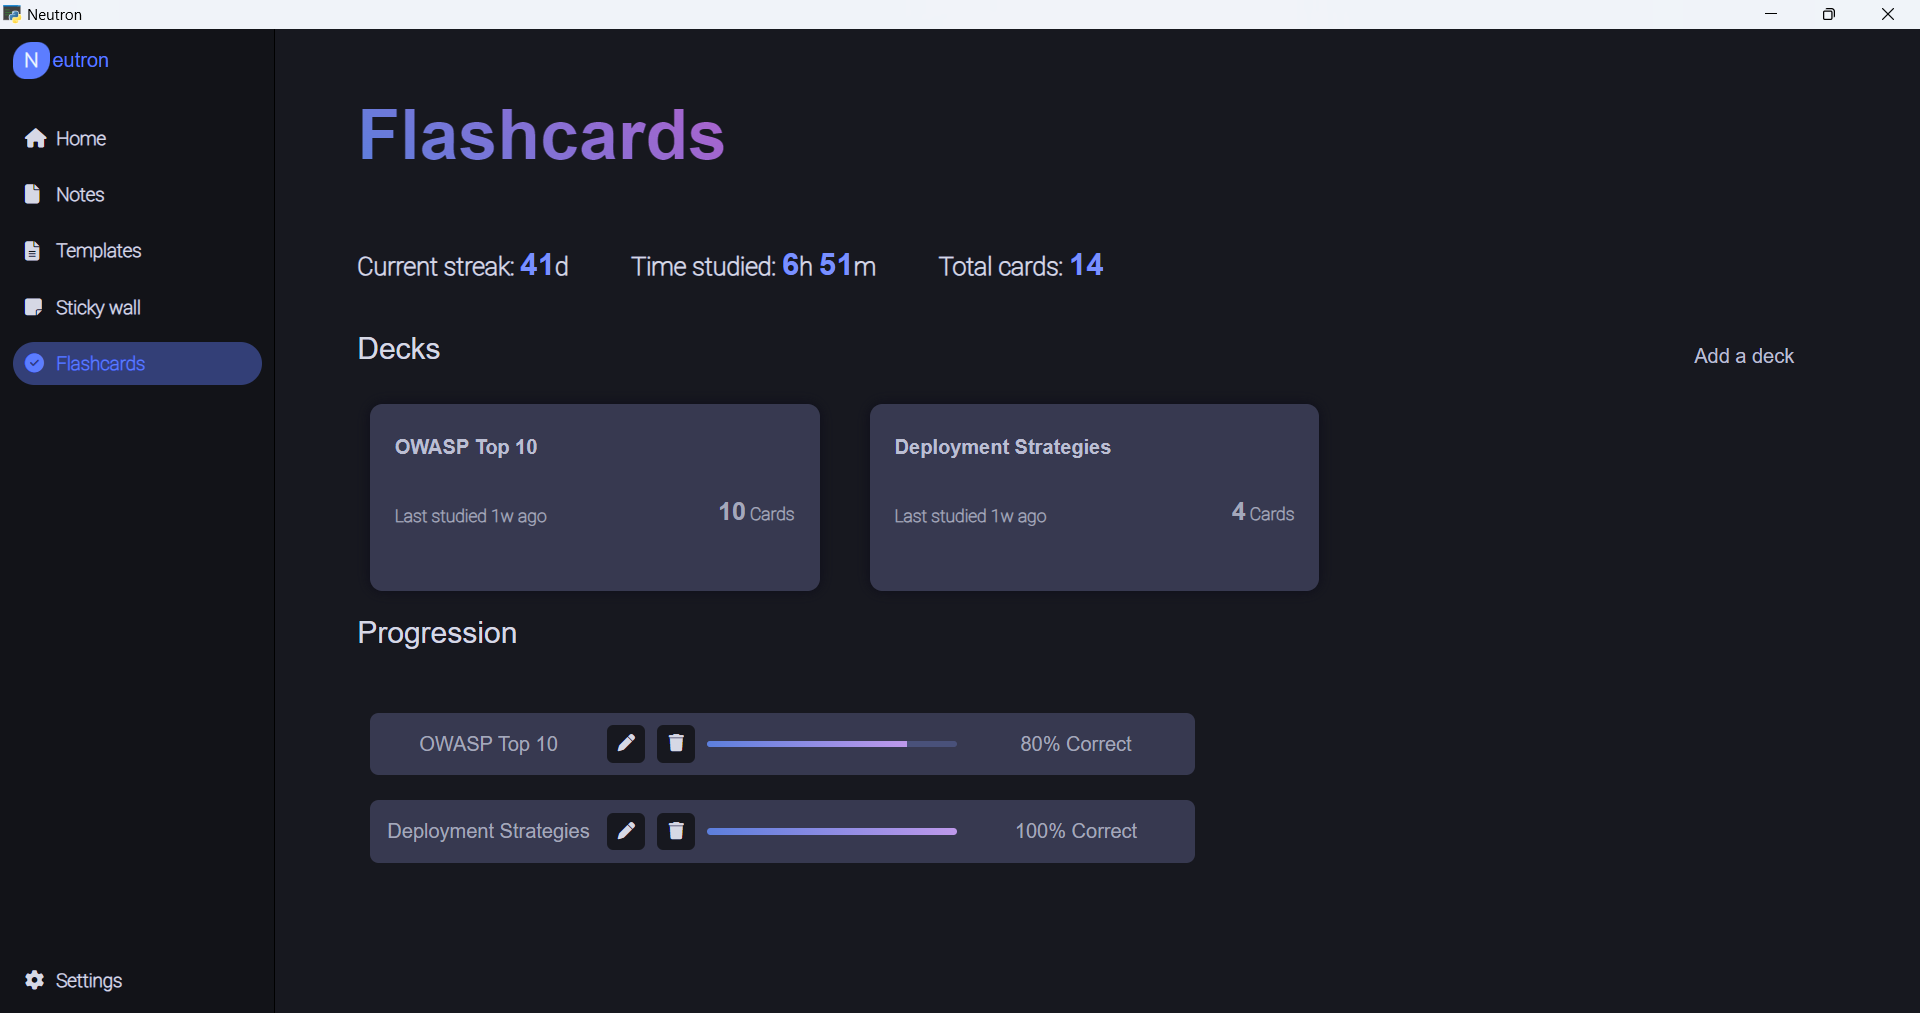 Neutron
Neutron
Home
Notes
Templates
Sticky wall
Flashcards
Settings
Flashcards
Current streak: 41d Time studied: 6h 51m Total cards: 14
Decks
Add a deck
OWASP Top 10
Last studied 1w ago 10 Cards
Deployment Strategies
Last studied 1w ago 4 Cards
Progression
OWASP Top 10 80% Correct
Deployment Strategies 100% Correct